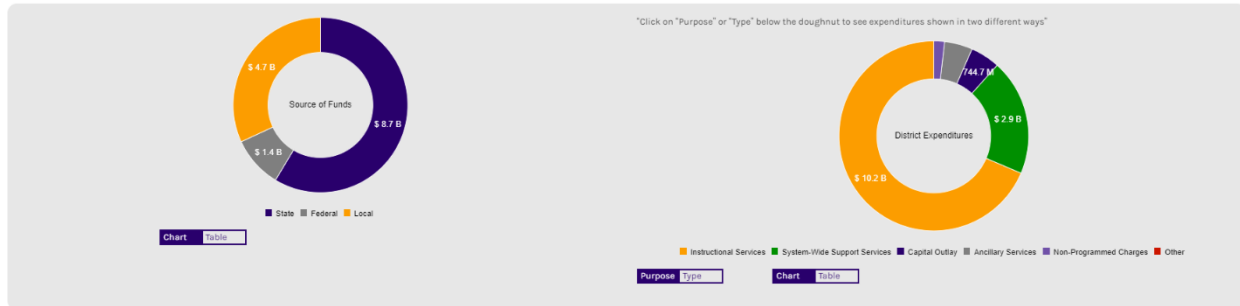 $ 4.7 B
Source of Funds
$ 8.7 B
$ 1.4 B
State Federal Local
Chart Table
"Click on "Purpose" or "Type" below the doughnut to see expenditures shown in two different ways"
744.7 M
$ 2.9 B
District Expenditures
$ 10.2 B
Instructional Services System-Wide Support Services Capital Outlay Ancillary Services Non-Programmed Charges Other
Purpose Type Chart Table